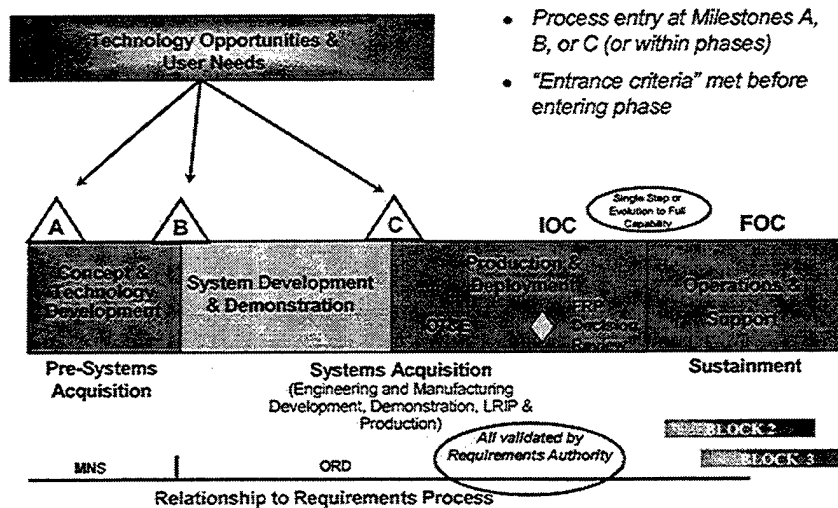 Technology Opportunities &
User Needs
• Process entry at Milestones A,
B, or C (or within phases)
• "Entrance criteria" met before
entering phase
A
B
C
IOC
Single Step or
Evolution to Full
Capability
FOC
Concept &
Technology
Development
System Development
& Demonstration
Production &
Deployment
OT&E
FRP
Decision
Review
Operations &
Support
Pre-Systems
Acquisition
Systems Acquisition
(Engineering and Manufacturing
Development, Demonstration, LRIP &
Production)
Sustainment
BLOCK 2
BLOCK 3
All validated by
Requirements Authority
MNS
ORD
Relationship to Requirements Process